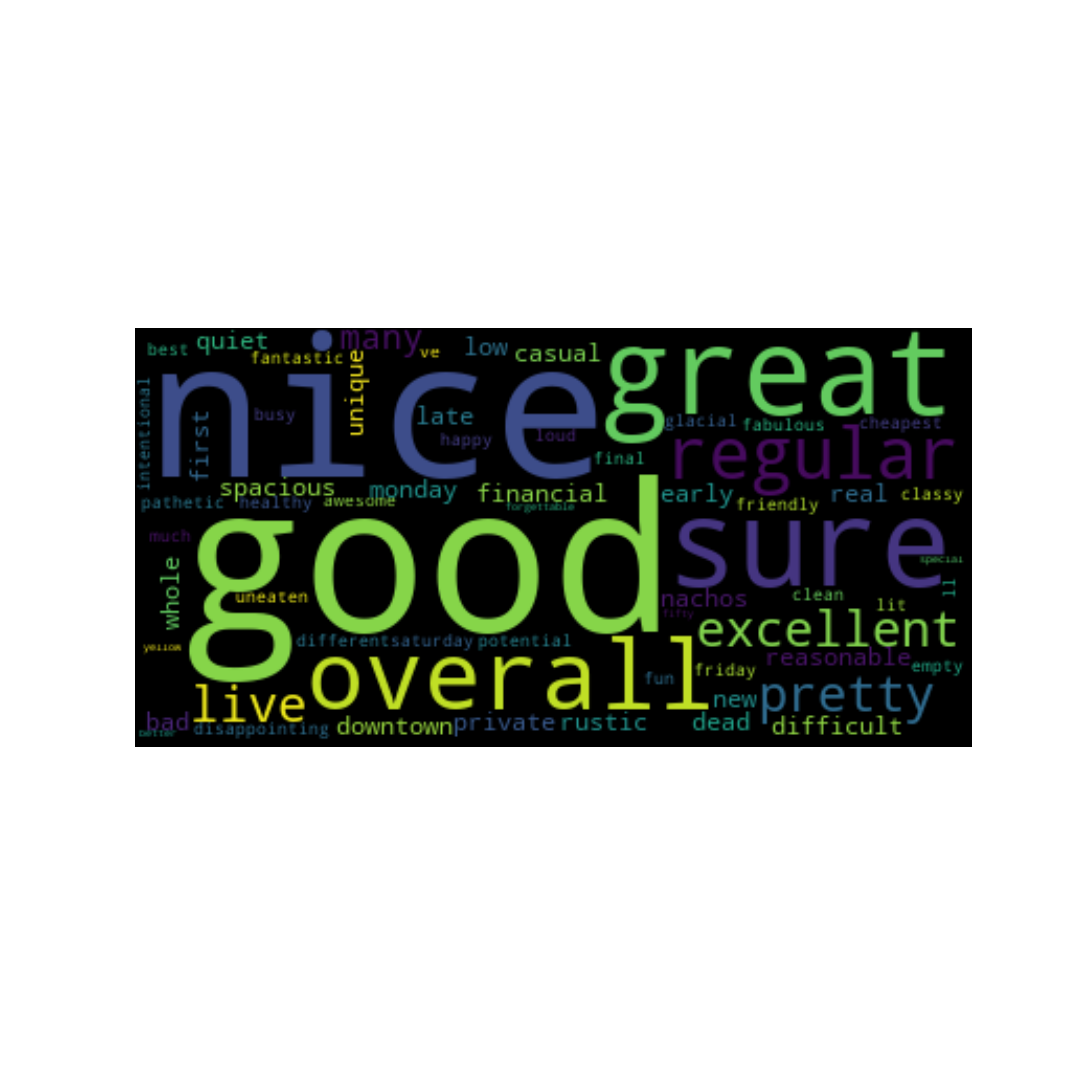 best
quiet
many
ve
low
casual
great
fantastic
unique
nice
intentional
first
busy
late
happy
loud
glacial
fabulous
cheapest
final
regular
spacious
monday
financial
early
real
classy
pathetic
healthy
awesome
forgettable
friendly
good
sure
much
whole
uneaten
special
ll
nachos
clean
lit
fifty
excellent
yellow
different
saturday
potential
overall
reasonable
empty
fun
friday
live
new
pretty
bad
disappointing
downtown
private
rustic
dead
difficult
better